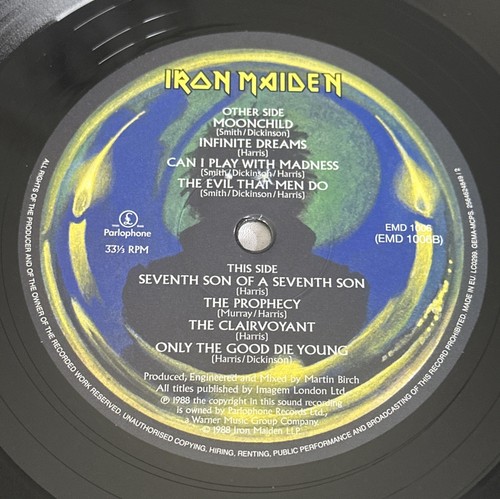 IRON MAIDEN
OTHER SIDE
MOONCHILD
(Smith/Dickinson)
INFINITE DREAMS
(Harris)
CAN I PLAY WITH MADNESS
(Smith/Dickinson/Harris)
THE EVIL THAT MEN DO
(Smith/Dickinson/Harris)
Parlophone
33⅓ RPM
EMD 1006
(EMD 1006B)
THIS SIDE
SEVENTH SON OF A SEVENTH SON
(Harris)
THE PROPHECY
(Murray/Harris)
THE CLAIRVOYANT
(Harris)
ONLY THE GOOD DIE YOUNG
(Harris/Dickinson)
Produced, Engineered and Mixed by Martin Birch
All titles published by Imagem London Ltd.
℗ 1988 the copyright in this sound recording
is owned by Parlophone Records Ltd.,
a Warner Music Group Company.
© 1988 Iron Maiden LLP
ALL RIGHTS OF THE PRODUCER AND OF THE OWNER OF THE RECORDED WORK RESERVED. UNAUTHORISED COPYING, HIRING, RENTING, PUBLIC PERFORMANCE AND BROADCASTING OF THIS RECORD PROHIBITED. MADE IN EU. LC0299. GEMA-MCPS.